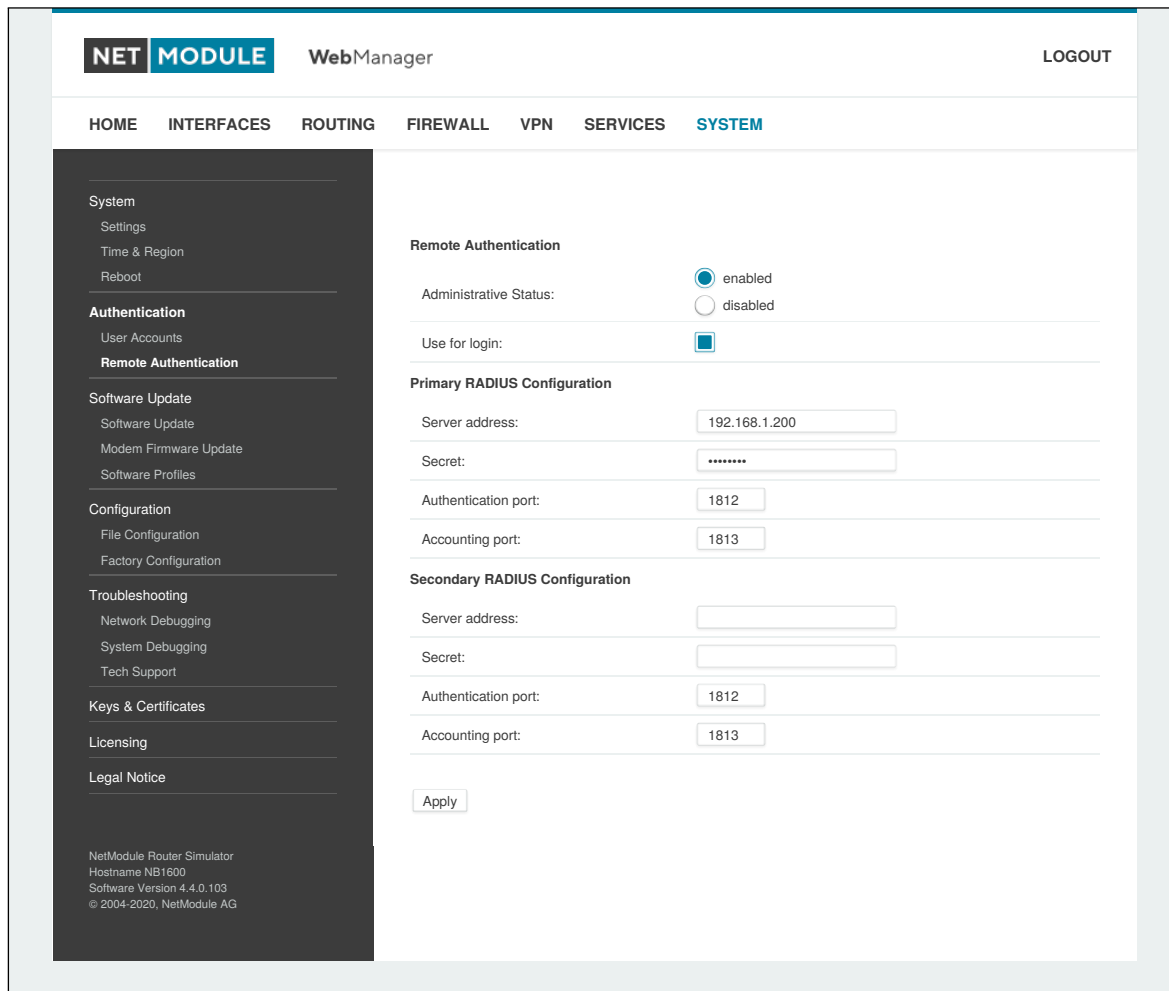 NET MODULE WebManager LOGOUT
HOME INTERFACES ROUTING FIREWALL VPN SERVICES SYSTEM
System
Settings
Time & Region
Reboot
Authentication
User Accounts
Remote Authentication
Software Update
Software Update
Modem Firmware Update
Software Profiles
Configuration
File Configuration
Factory Configuration
Troubleshooting
Network Debugging
System Debugging
Tech Support
Keys & Certificates
Licensing
Legal Notice
NetModule Router Simulator
Hostname NB1600
Software Version 4.4.0.103
© 2004-2020, NetModule AG
Remote Authentication
Administrative Status:
enabled
disabled
Use for login:
Primary RADIUS Configuration
Server address: 192.168.1.200
Secret: ••••••••
Authentication port: 1812
Accounting port: 1813
Secondary RADIUS Configuration
Server address:
Secret:
Authentication port: 1812
Accounting port: 1813
Apply